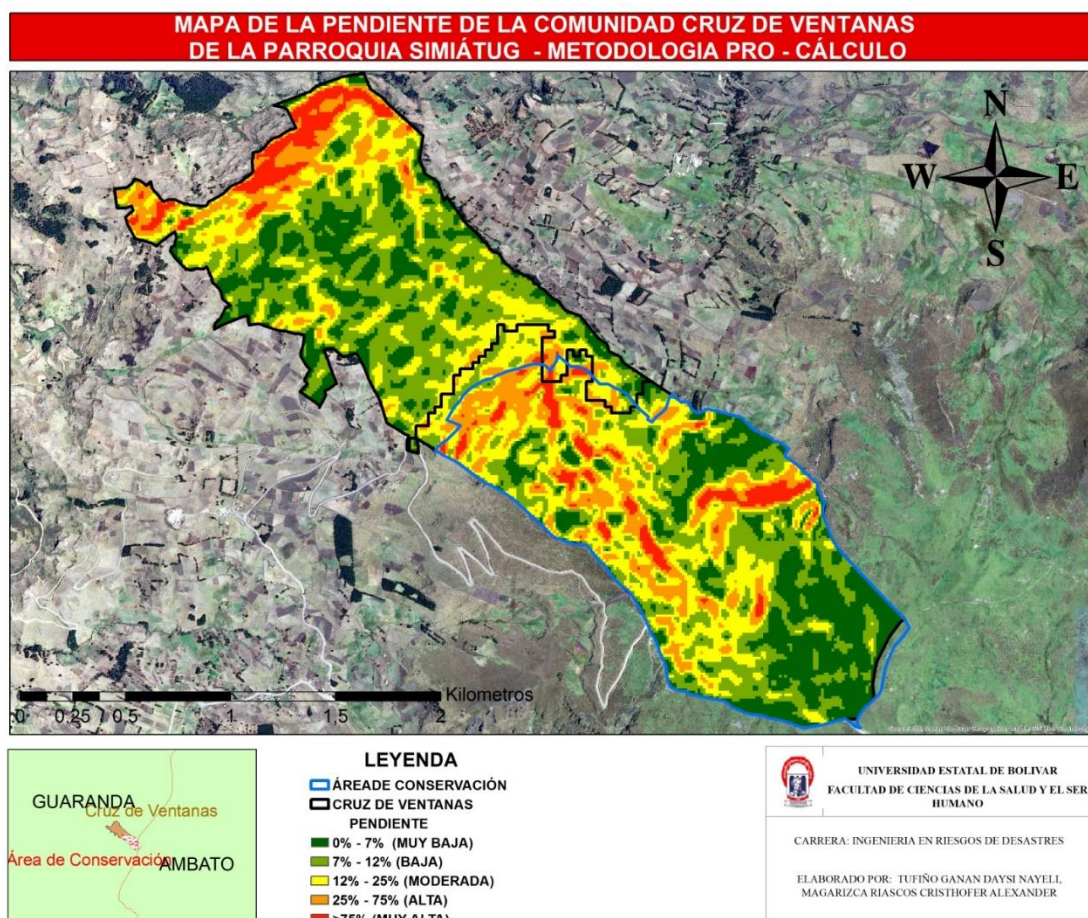 MAPA DE LA PENDIENTE DE LA COMUNIDAD CRUZ DE VENTANAS
DE LA PARROQUIA SIMIÁTUG - METODOLOGIA PRO - CÁLCULO
N
W
E
S
Kilometros
0 0.25 0.5 1 1.5 2
GUARANDA
Cruz de Ventanas
Área de Conservación
AMBATO
LEYENDA
ÁREADE CONSERVACIÓN
CRUZ DE VENTANAS
PENDIENTE
0% - 7% (MUY BAJA)
7% - 12% (BAJA)
12% - 25% (MODERADA)
25% - 75% (ALTA)
>75% (MUY ALTA)
UNIVERSIDAD ESTATAL DE BOLIVAR
FACULTAD DE CIENCIAS DE LA SALUD Y EL SER
HUMANO
CARRERA: INGENIERIA EN RIESGOS DE DESASTRES
ELABORADO POR: TUFIÑO GANAN DAYSI NAYELI,
MAGARIZCA RIASCOS CRISTHOFER ALEXANDER